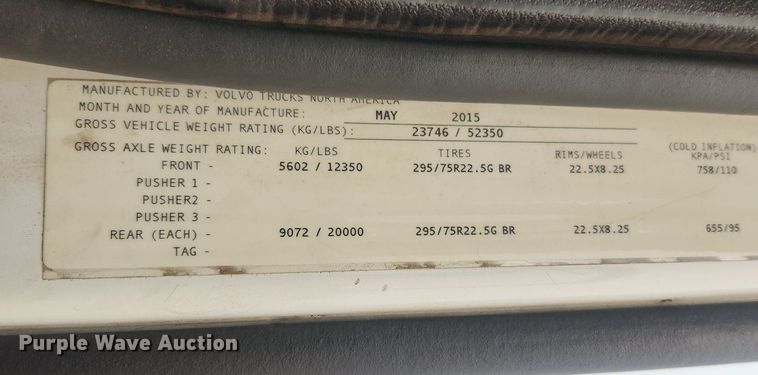 MANUFACTURED BY: VOLVO TRUCKS NORTH AMERICA
MONTH AND YEAR OF MANUFACTURE: MAY 2015
GROSS VEHICLE WEIGHT RATING (KG/LBS): 23746 / 52350
GROSS AXLE WEIGHT RATING: KG/LBS TIRES RIMS/WHEELS (COLD INFLATION) KPA/PSI
FRONT - 5602 / 12350 295/75R22.5G BR 22.5X8.25 758/110
PUSHER 1 -
PUSHER2 -
PUSHER 3 -
REAR (EACH) - 9072 / 20000 295/75R22.5G BR 22.5X8.25 655/95
TAG -
Purple Wave Auction